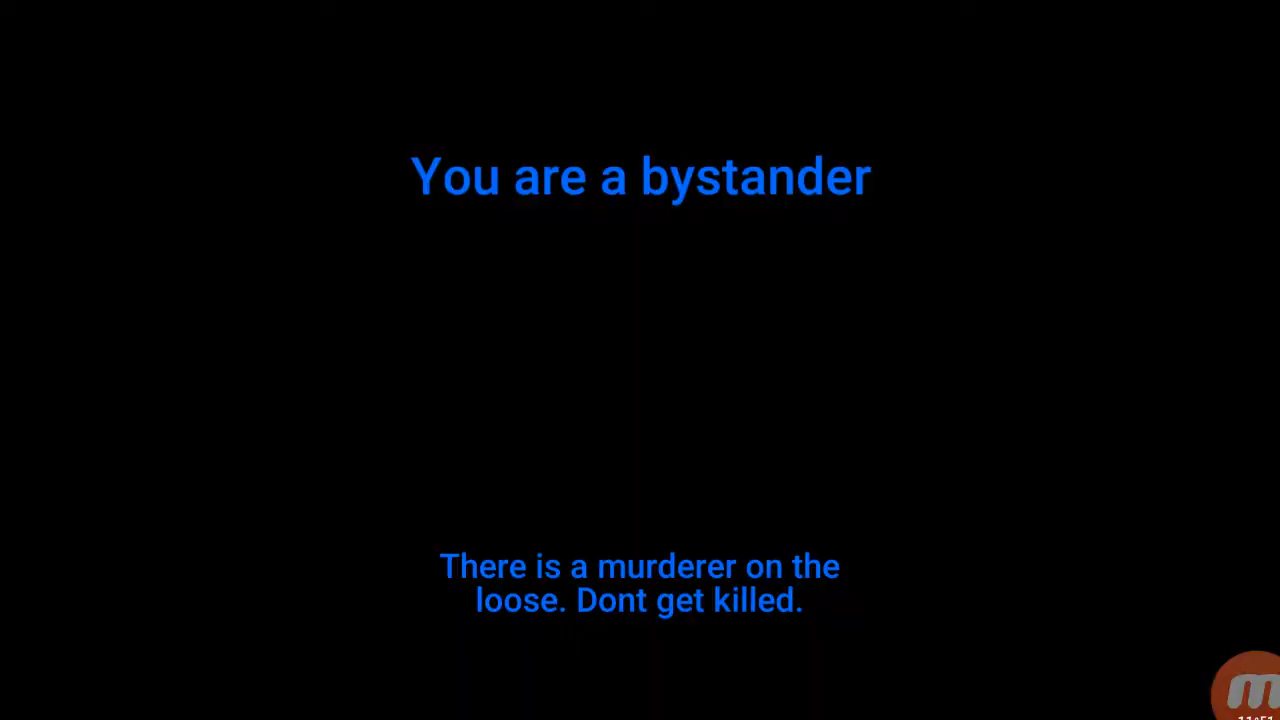 You are a bystander
There is a murderer on the
loose. Dont get killed.